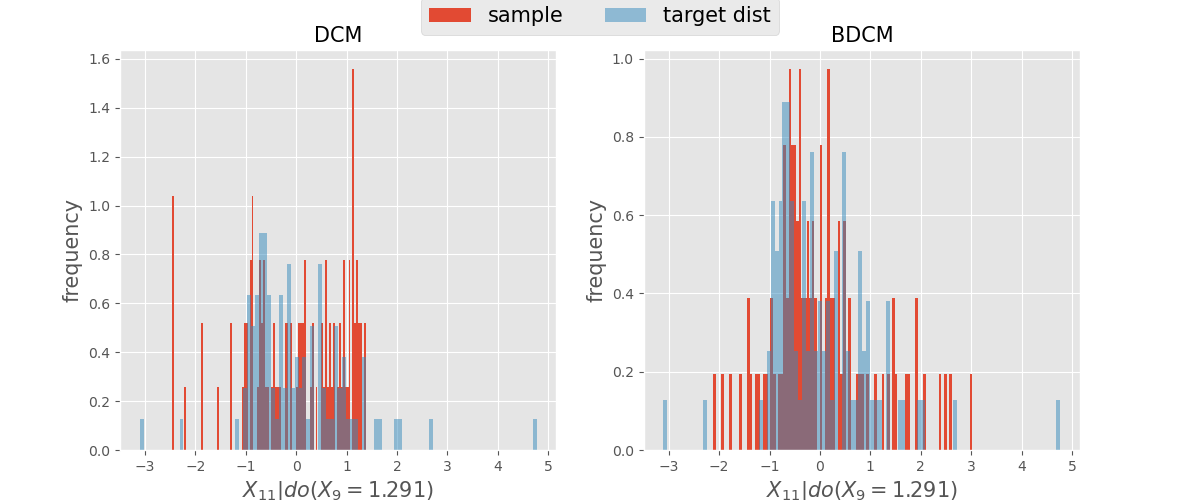 sample target dist
DCM BDCM
1.6
1.4
1.2
1.0
0.8
0.6
0.4
0.2
0.0
frequency
−3 −2 −1 0 1 2 3 4 5
X₁₁|do(X₉ = 1.291)
1.0
0.8
0.6
0.4
0.2
0.0
frequency
−3 −2 −1 0 1 2 3 4 5
X₁₁|do(X₉ = 1.291)